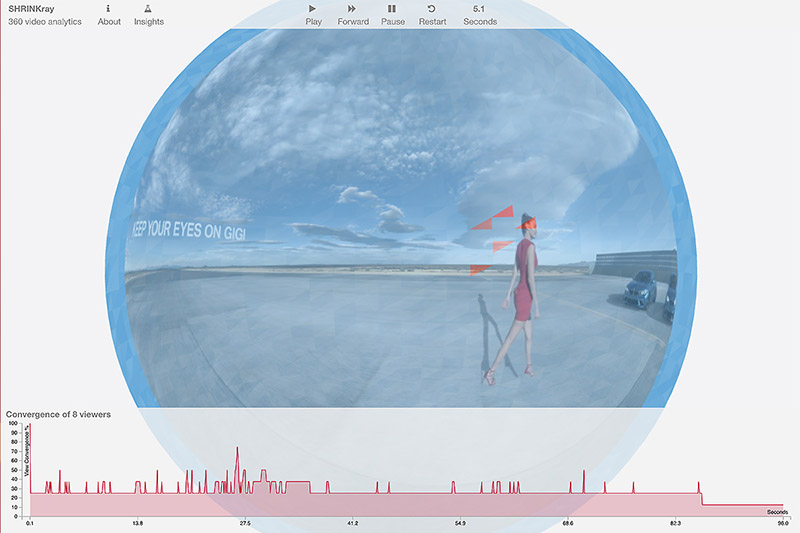 SHRINKray
360 video analytics
About
Insights
Play
Forward
Pause
Restart
5.1
Seconds
KEEP YOUR EYES ON GIGI
Convergence of 8 viewers
View Convergence %
100
90
80
70
60
50
40
30
20
10
0
0.1
13.8
27.5
41.2
54.9
68.6
82.3
96.0
Seconds